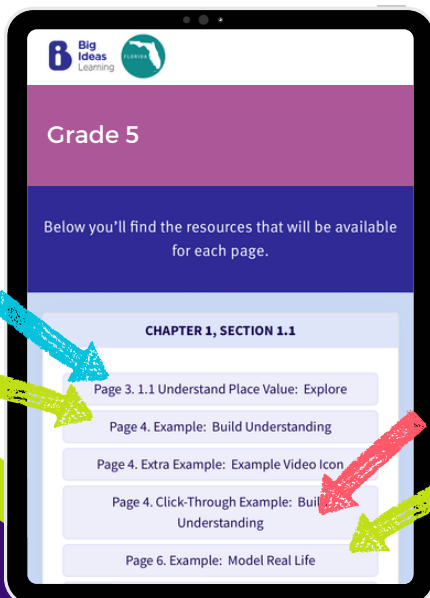 Big
Ideas
Learning
FLORIDA
Grade 5
Below you’ll find the resources that will be available
for each page.
CHAPTER 1, SECTION 1.1
Page 3. 1.1 Understand Place Value: Explore
Page 4. Example: Build Understanding
Page 4. Extra Example: Example Video Icon
Page 4. Click-Through Example: Build
Understanding
Page 6. Example: Model Real Life